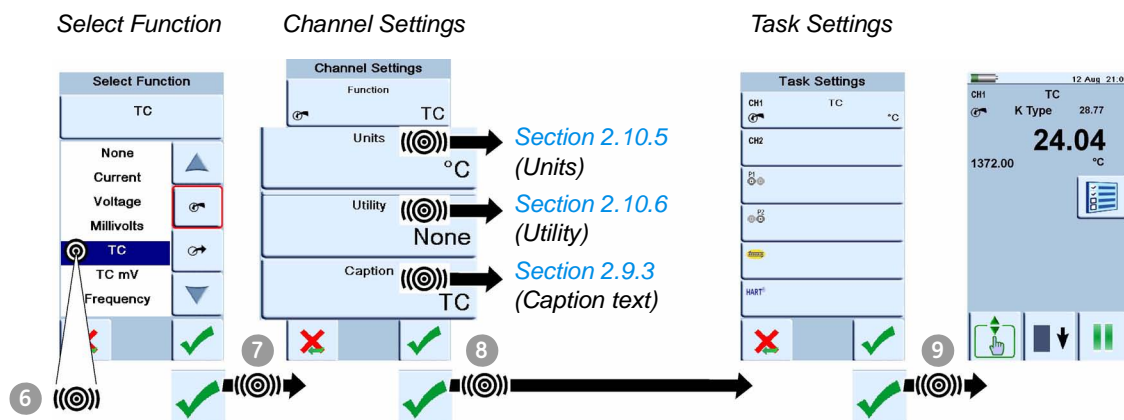 Select Function
Channel Settings
Task Settings
Select Function
TC
None
Current
Voltage
Millivolts
TC
TC mV
Frequency
6
7
Channel Settings
Function
TC
Units
°C
Section 2.10.5
(Units)
Utility
None
Section 2.10.6
(Utility)
Caption
TC
Section 2.9.3
(Caption text)
8
Task Settings
CH1 TC
°C
CH2
P1
P2
HART
9
12 Aug 21:0
CH1 TC
K Type 28.77
24.04
1372.00 °C